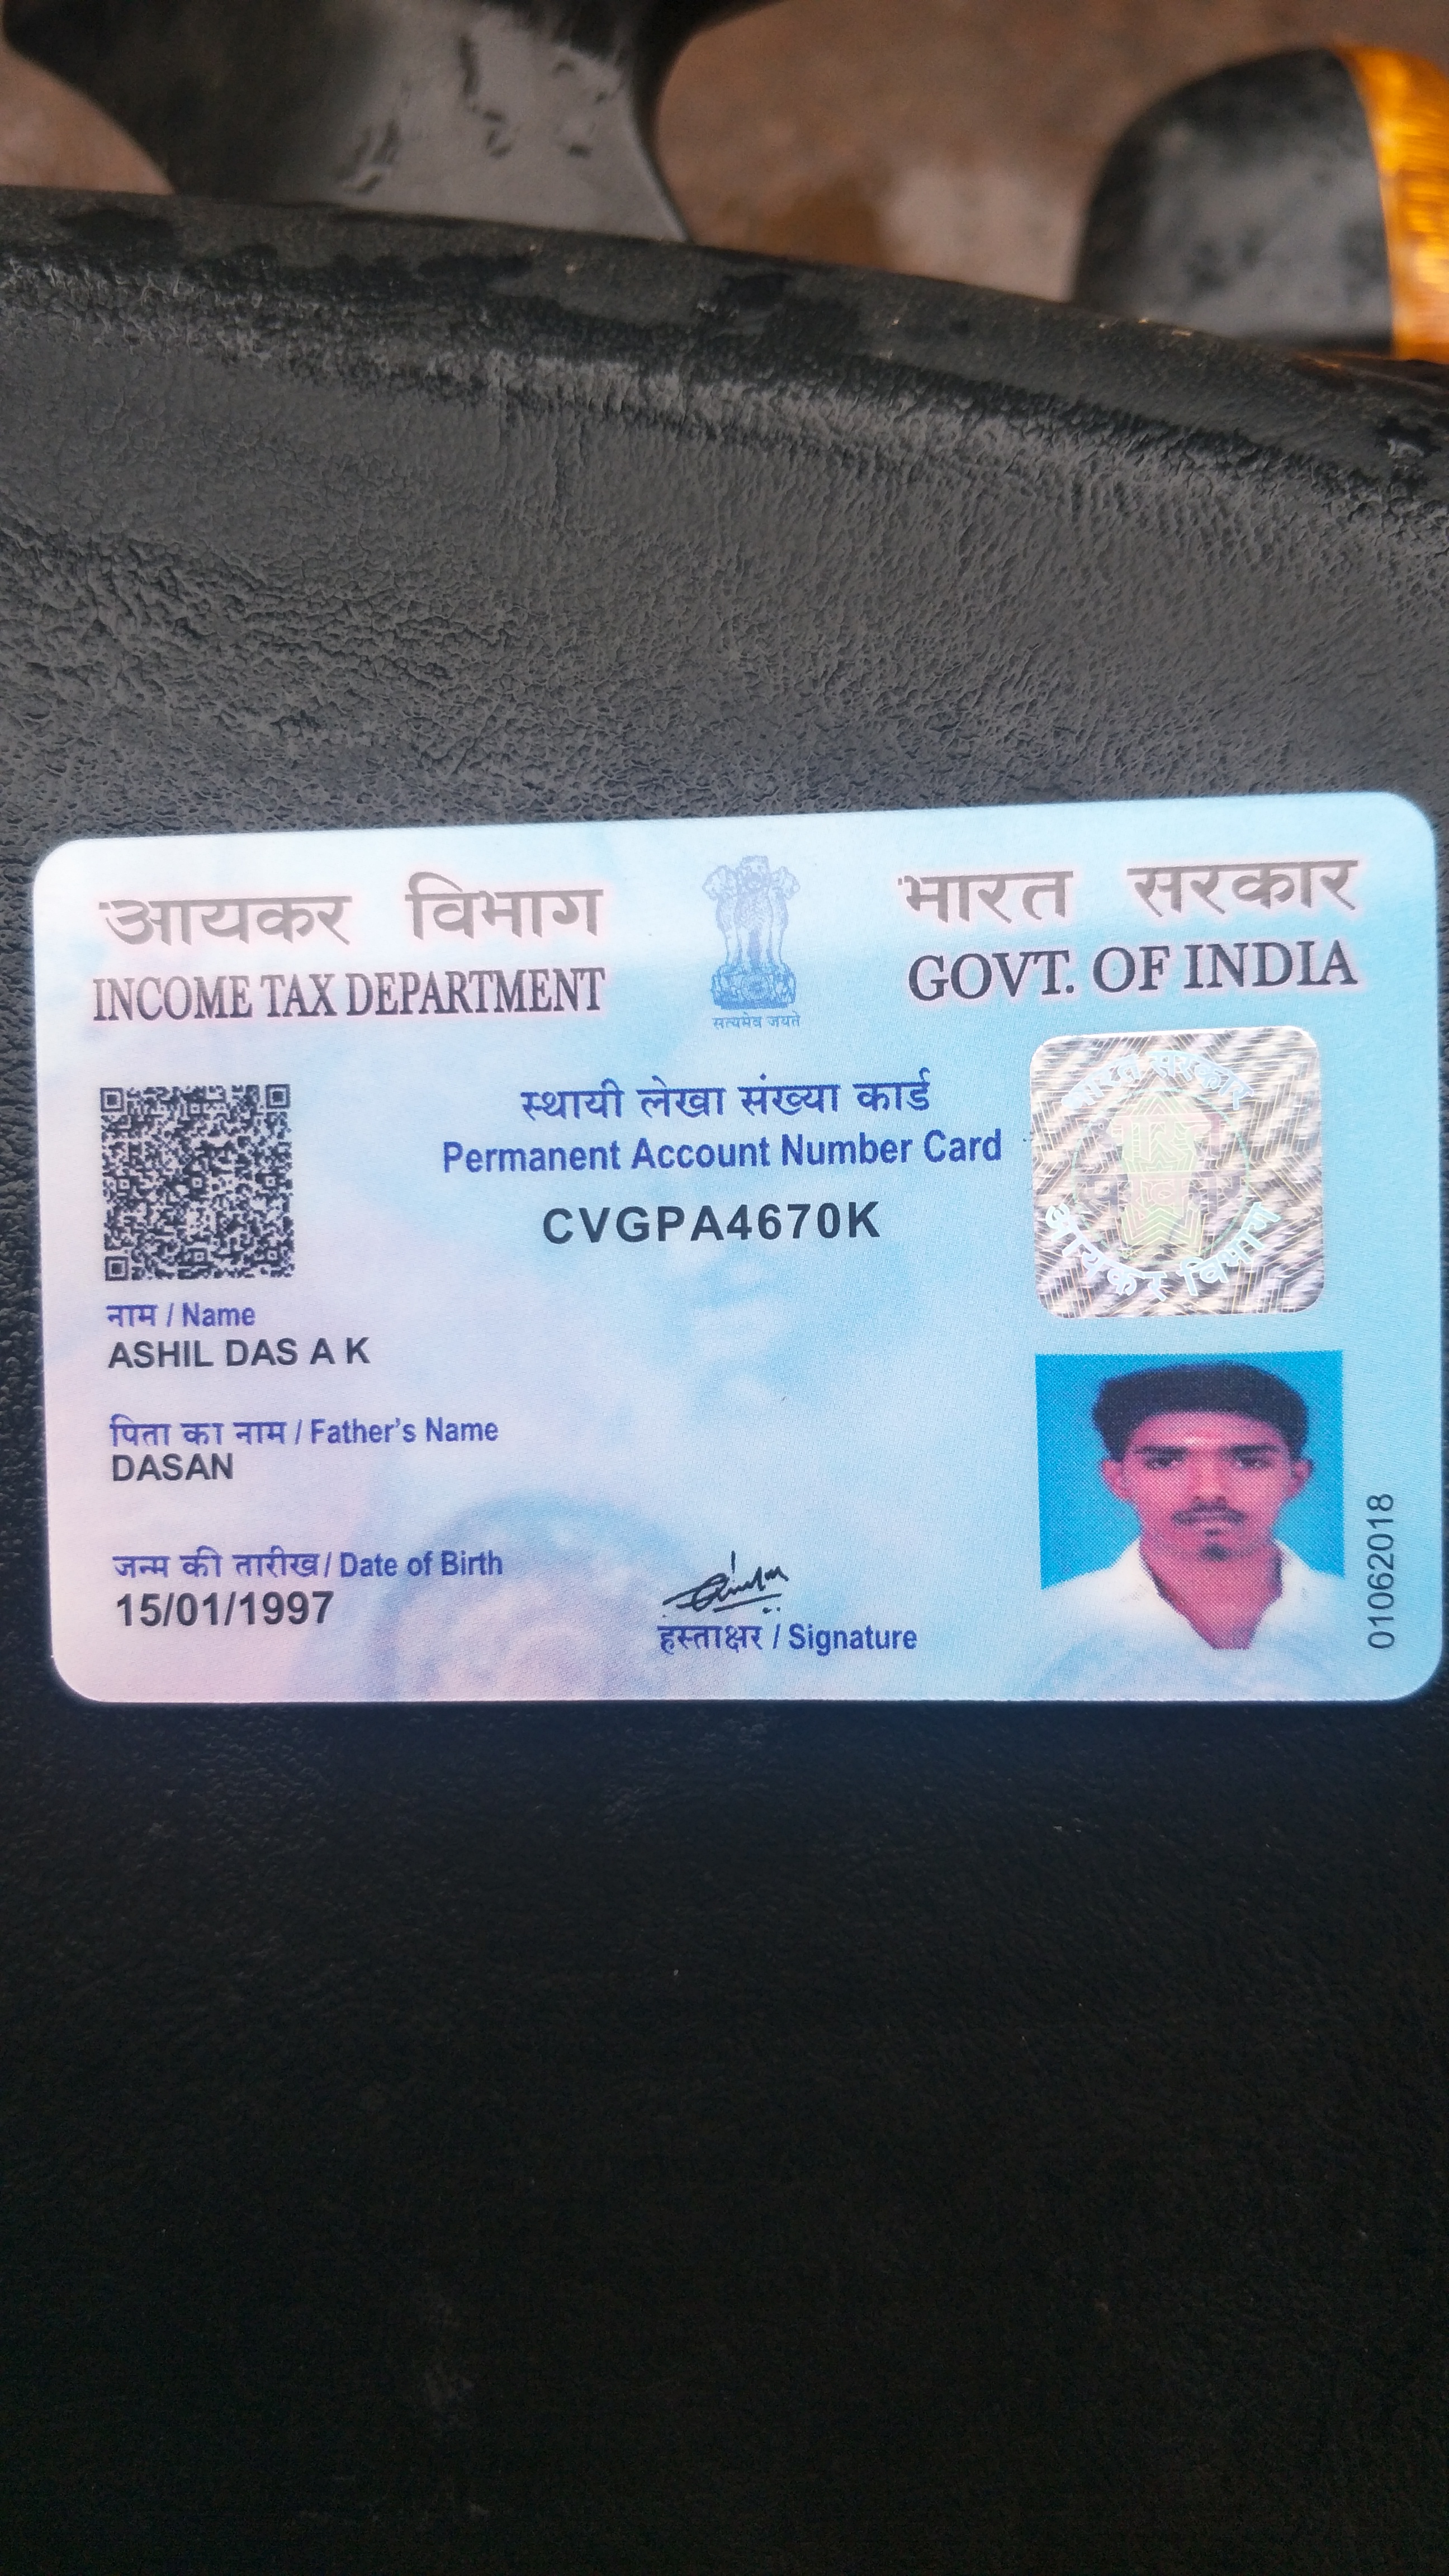 आयकर विभाग
INCOME TAX DEPARTMENT
सत्यमेव जयते
भारत सरकार
GOVT. OF INDIA
स्थायी लेखा संख्या कार्ड
Permanent Account Number Card
CVGPA4670K
भारत सरकार
आयकर विभाग
नाम / Name
ASHIL DAS A K
पिता का नाम / Father's Name
DASAN
जन्म की तारीख / Date of Birth
15/01/1997
हस्ताक्षर / Signature
01062018